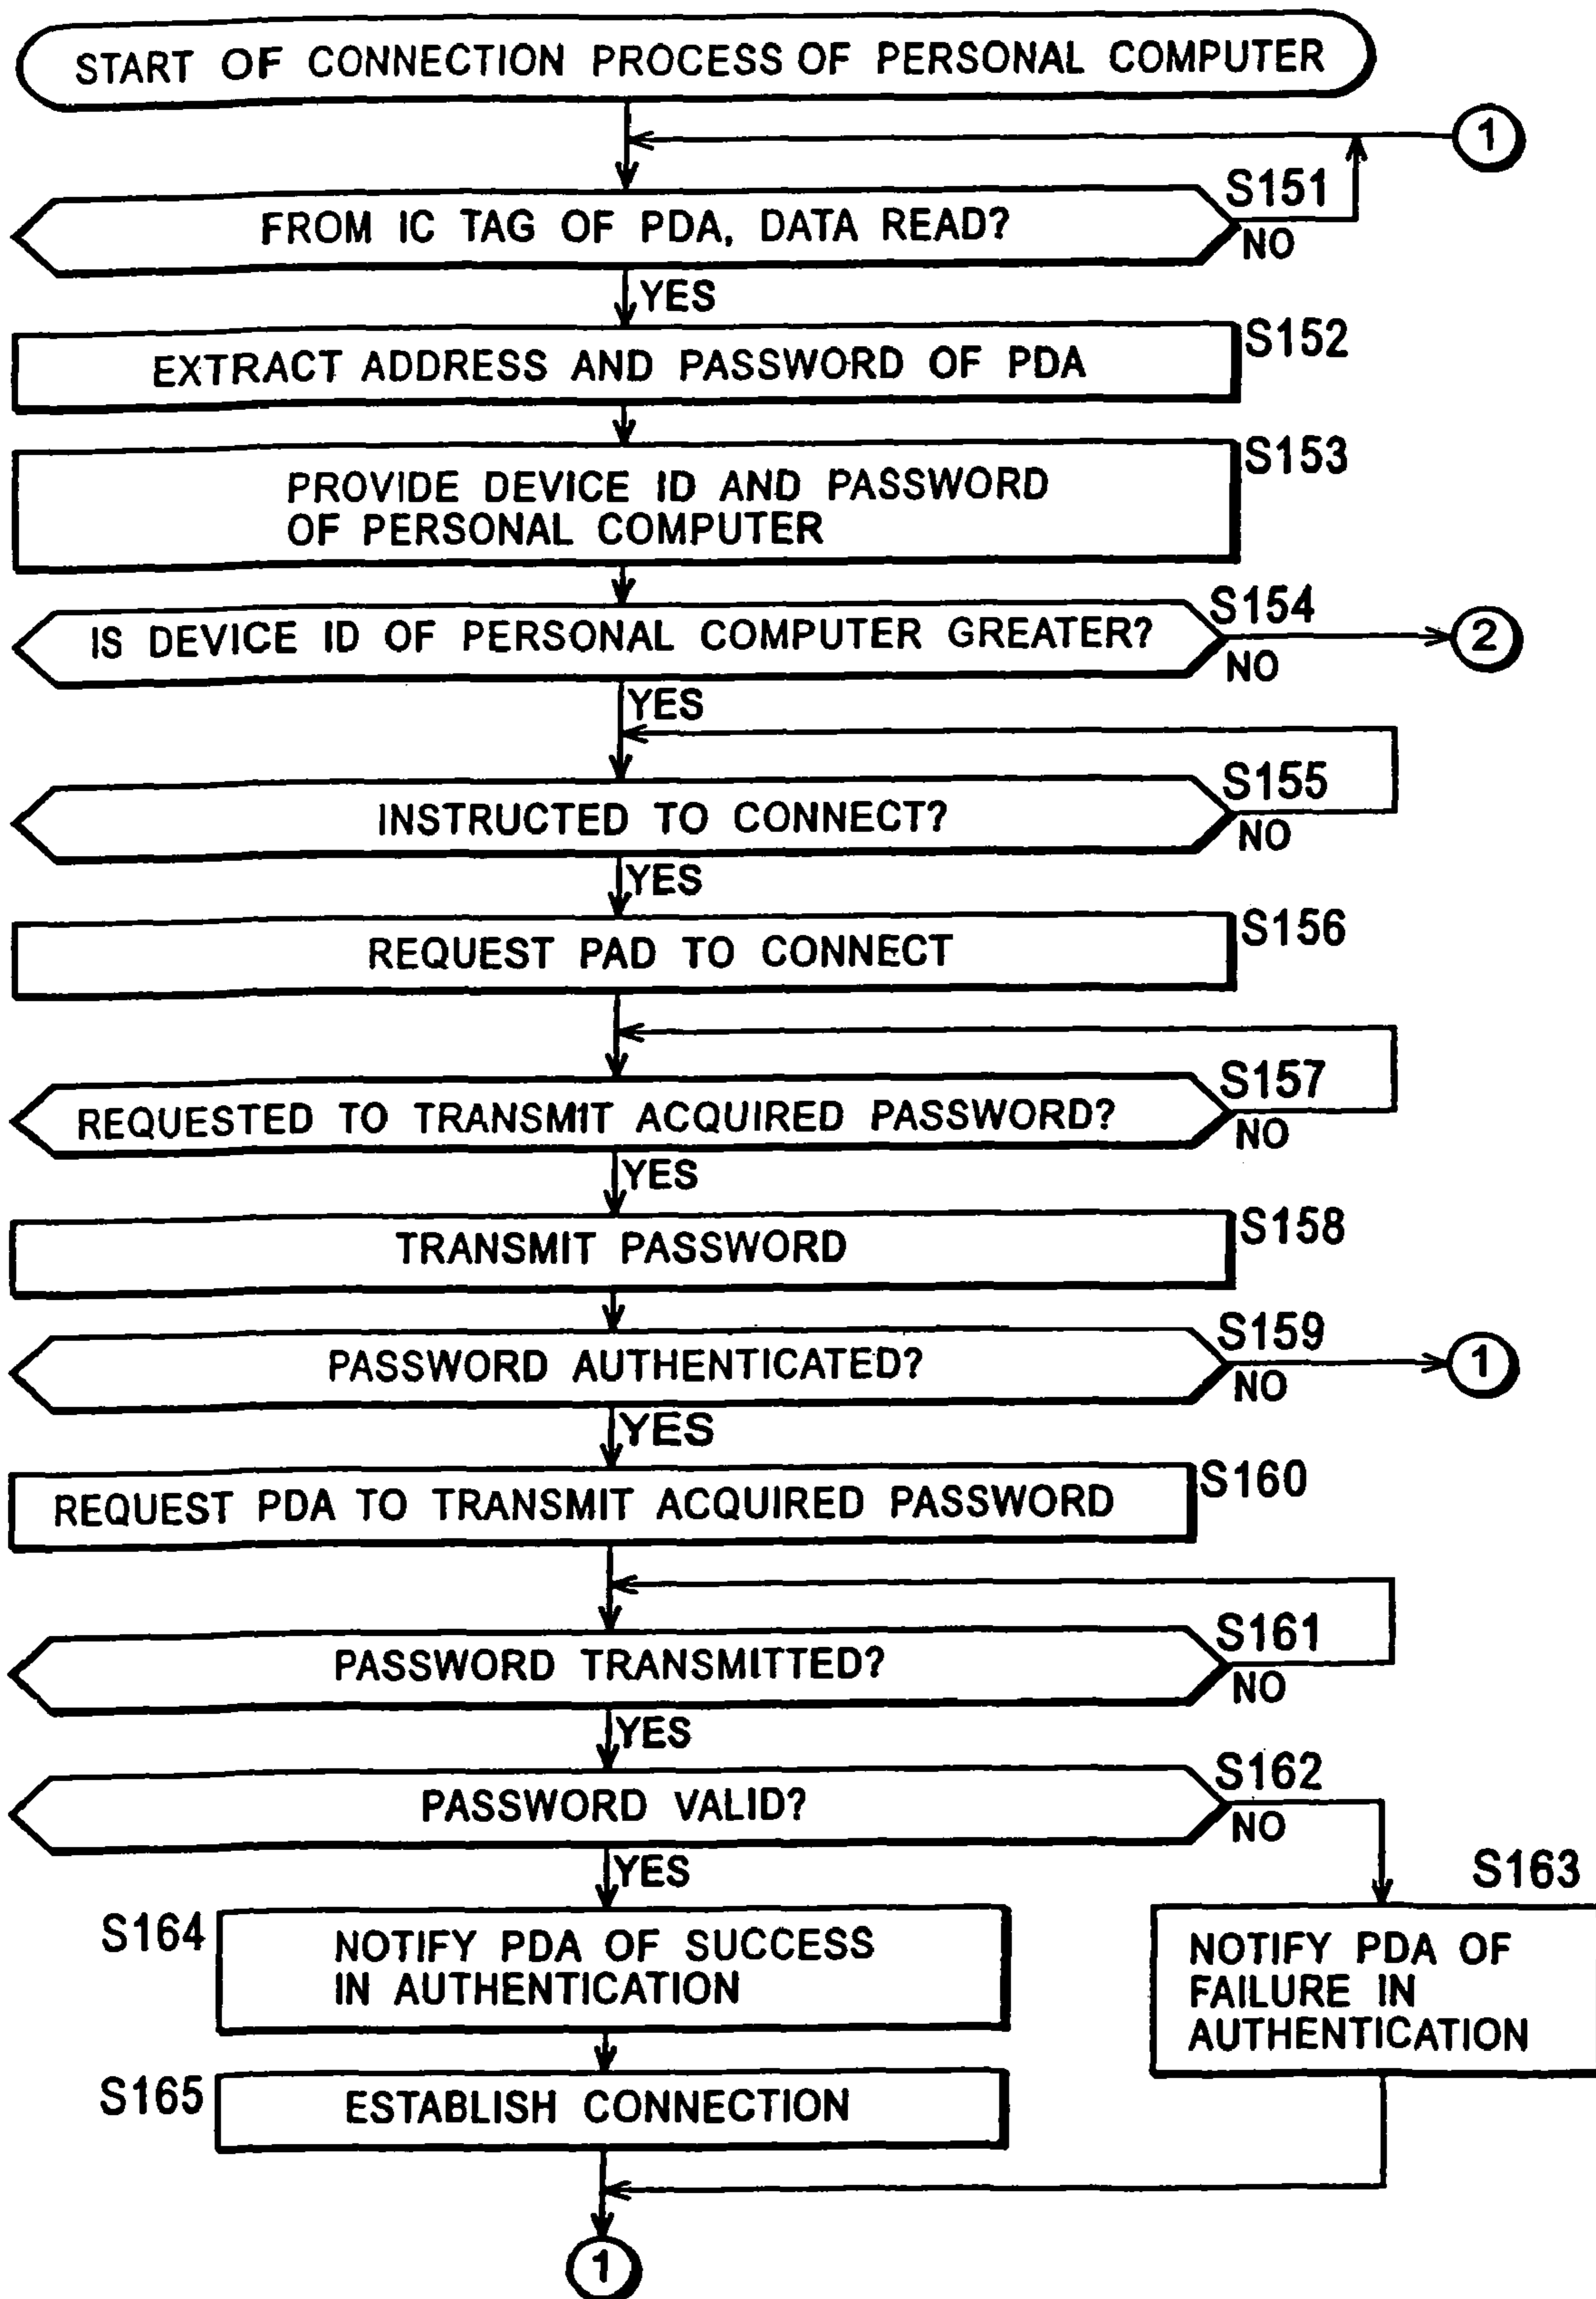 START OF CONNECTION PROCESS OF PERSONAL COMPUTER
1
S151
FROM IC TAG OF PDA, DATA READ?
NO
YES
S152
EXTRACT ADDRESS AND PASSWORD OF PDA
S153
PROVIDE DEVICE ID AND PASSWORD
OF PERSONAL COMPUTER
S154
IS DEVICE ID OF PERSONAL COMPUTER GREATER?
2
NO
YES
S155
INSTRUCTED TO CONNECT?
NO
YES
S156
REQUEST PAD TO CONNECT
S157
REQUESTED TO TRANSMIT ACQUIRED PASSWORD?
NO
YES
S158
TRANSMIT PASSWORD
S159
PASSWORD AUTHENTICATED?
1
NO
YES
S160
REQUEST PDA TO TRANSMIT ACQUIRED PASSWORD
S161
PASSWORD TRANSMITTED?
NO
YES
S162
PASSWORD VALID?
NO
YES
S163
S164
NOTIFY PDA OF SUCCESS
IN AUTHENTICATION
NOTIFY PDA OF
FAILURE IN
AUTHENTICATION
S165
ESTABLISH CONNECTION
1